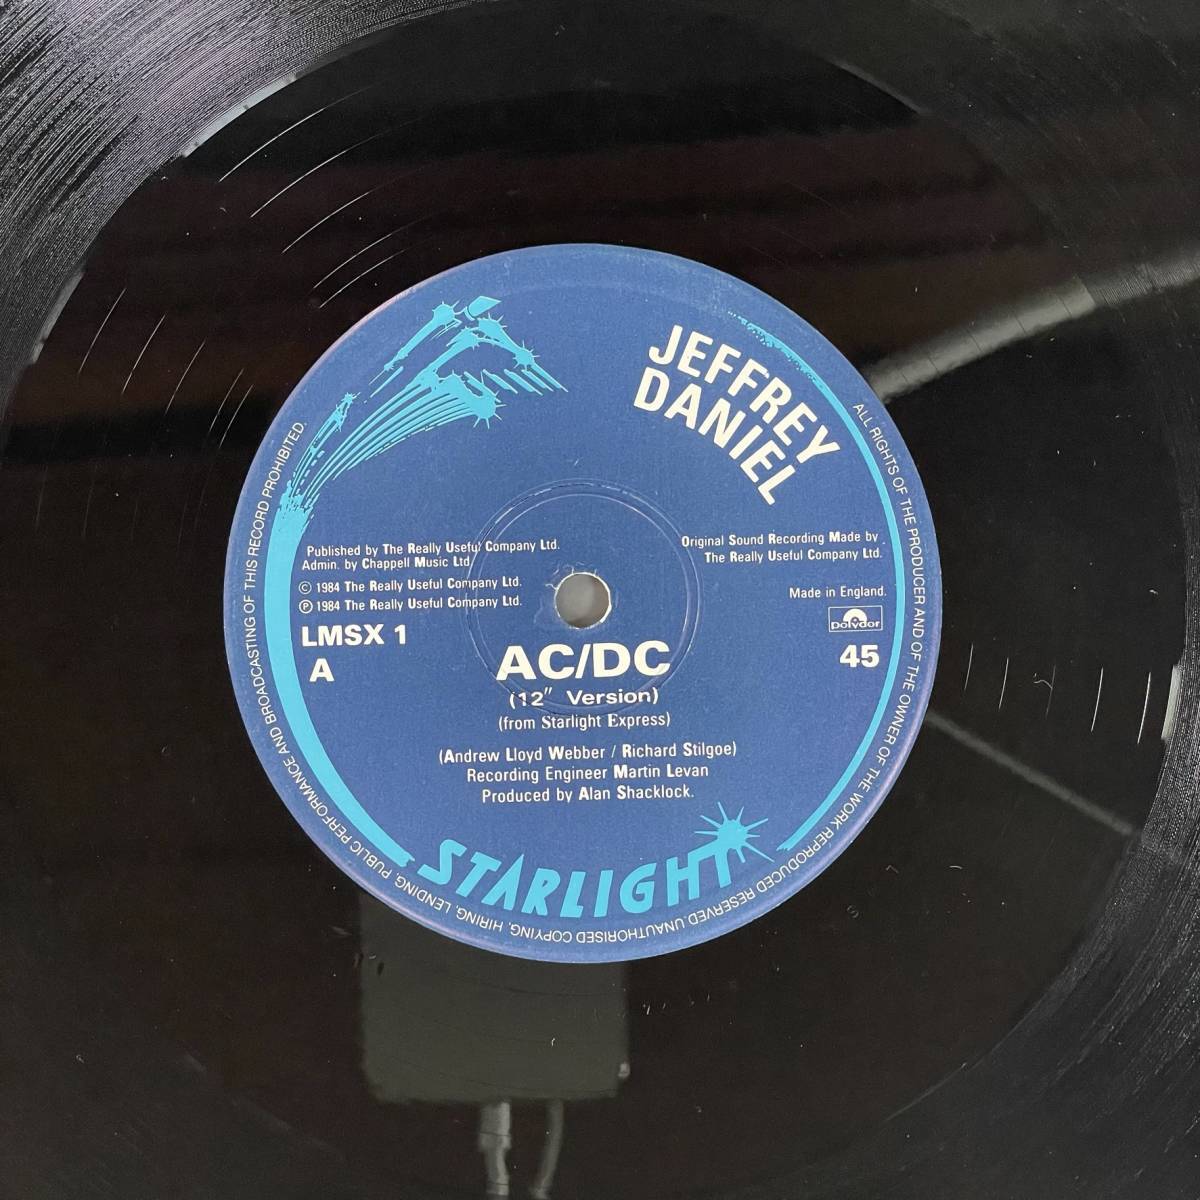 JEFFREY
DANIEL
Published by The Really Useful Company Ltd.
Admin. by Chappell Music Ltd.
© 1984 The Really Useful Company Ltd.
℗ 1984 The Really Useful Company Ltd.
LMSX 1
A
Original Sound Recording Made by
The Really Useful Company Ltd.
Made in England.
Polydor
45
AC/DC
(12" Version)
(from Starlight Express)
(Andrew Lloyd Webber / Richard Stilgoe)
Recording Engineer Martin Levan
Produced by Alan Shacklock.
STARLIGHT
ALL RIGHTS OF THE PRODUCER AND OF THE OWNER OF THE WORK REPRODUCED RESERVED. UNAUTHORISED COPYING, HIRING, LENDING, PUBLIC PERFORMANCE AND BROADCASTING OF THIS RECORD PROHIBITED.